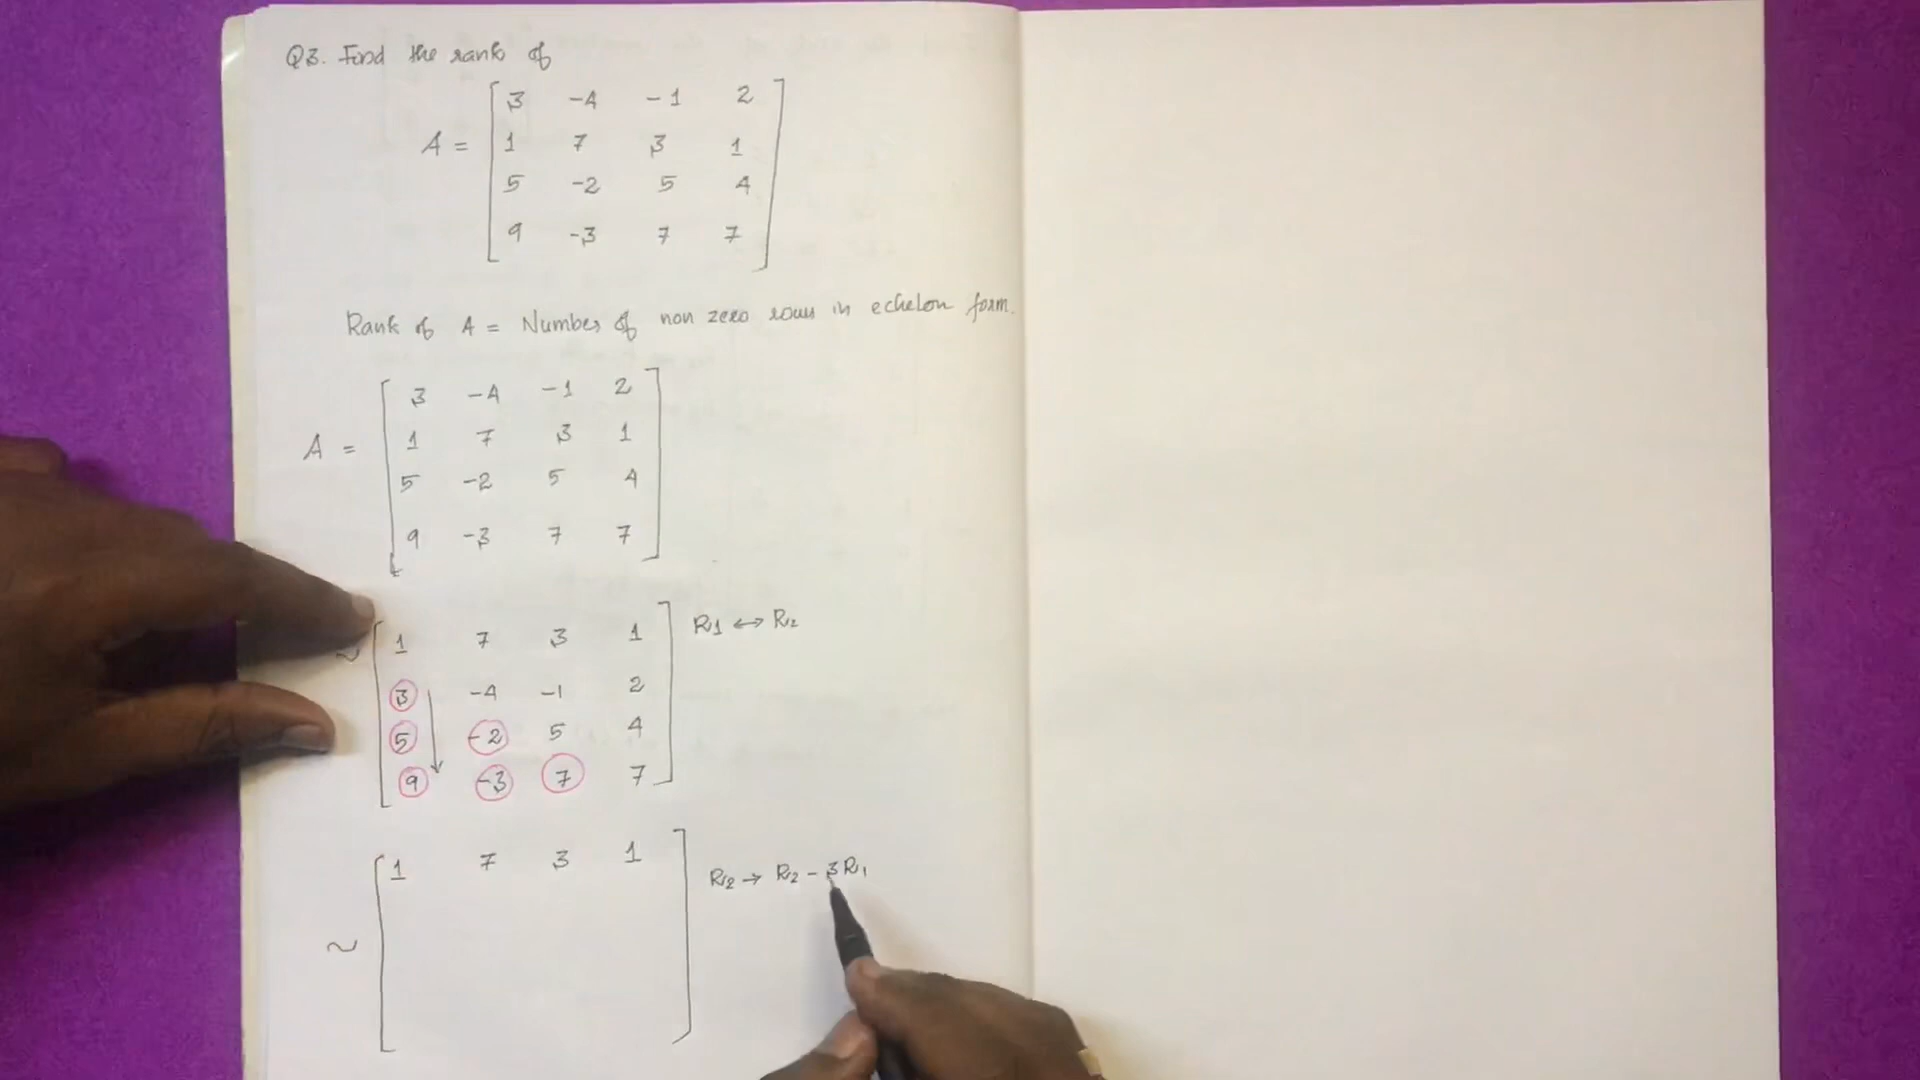 Q3. Find the rank of
A = [ 3 -4 -1 2
1 7 3 1
5 -2 5 4
9 -3 7 7 ]
Rank of A = Number of non zero rows in echelon form.
A = [ 3 -4 -1 2
1 7 3 1
5 -2 5 4
9 -3 7 7 ]
~ [ 1 7 3 1 ] R1 ↔ R2
3 -4 -1 2
5 -2 5 4
9 -3 7 7
~ [ 1 7 3 1 ] R2 → R2 - 3R1